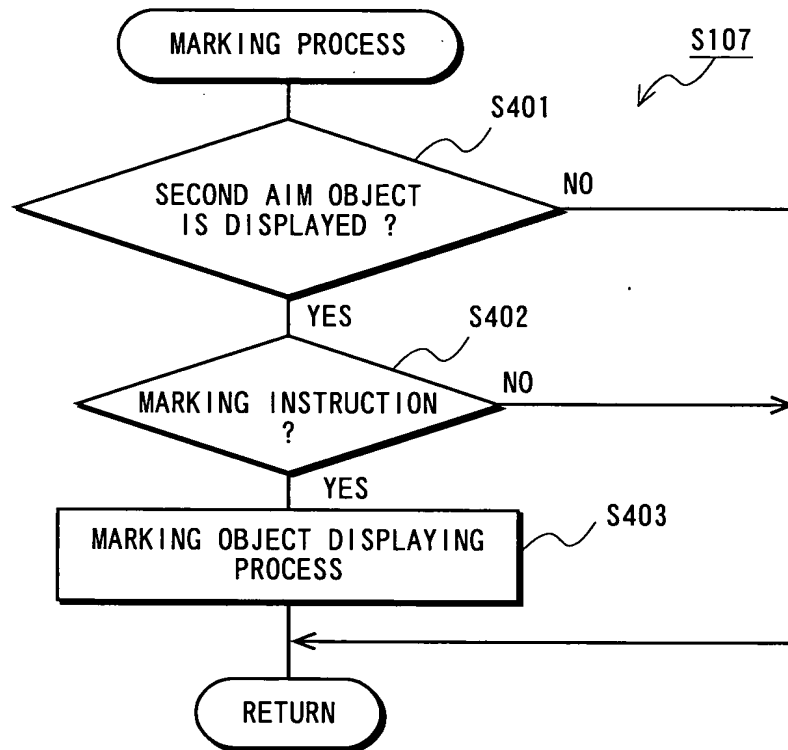 MARKING PROCESS
S107
S401
SECOND AIM OBJECT
IS DISPLAYED ?
NO
YES
S402
MARKING INSTRUCTION
?
NO
YES
S403
MARKING OBJECT DISPLAYING
PROCESS
RETURN